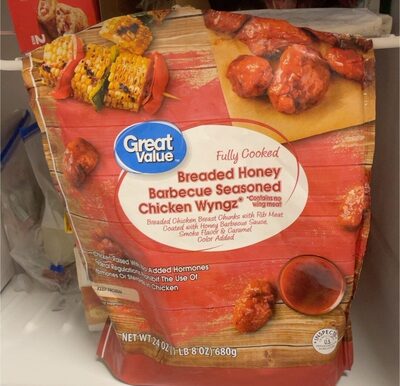 Great
Value
Fully Cooked
Breaded Honey
Barbecue Seasoned
Chicken Wyngz*
*Contains no
wing meat
Breaded Chicken Breast Chunks with Rib Meat
Coated with Honey Barbecue Sauce,
Smoke Flavor & Caramel
Color Added
Chicken Raised With No Added Hormones
Federal Regulations Prohibit The Use Of
Hormones Or Steroids in Chicken
KEEP FROZEN
NET WT 24 OZ (1 LB 8 OZ) 680g
INSPECTED
U.S.